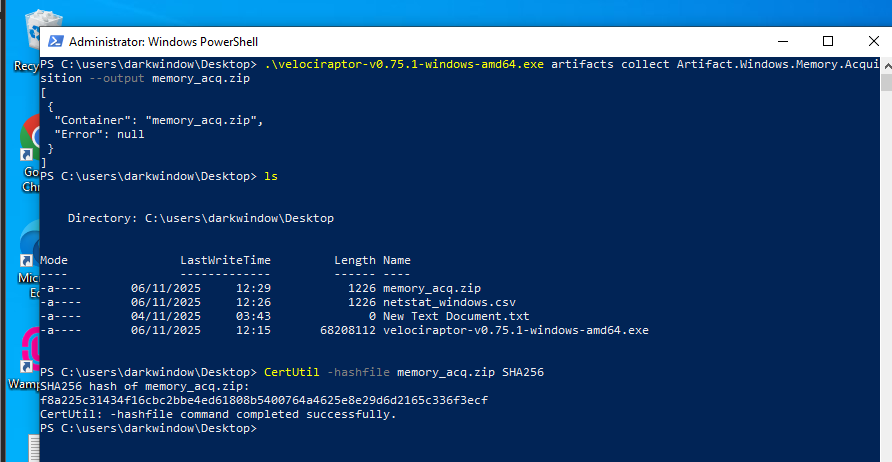 Administrator: Windows PowerShell
PS C:\users\darkwindow\Desktop> .\velociraptor-v0.75.1-windows-amd64.exe artifacts collect Artifact.Windows.Memory.Acqui
sition --output memory_acq.zip
[
 {
  "Container": "memory_acq.zip",
  "Error": null
 }
]
PS C:\users\darkwindow\Desktop> ls
    Directory: C:\users\darkwindow\Desktop
Mode                 LastWriteTime         Length Name
----                 -------------         ------ ----
-a----       06/11/2025     12:29           1226 memory_acq.zip
-a----       06/11/2025     12:26           1226 netstat_windows.csv
-a----       04/11/2025     03:43              0 New Text Document.txt
-a----       06/11/2025     12:15       68208112 velociraptor-v0.75.1-windows-amd64.exe
PS C:\users\darkwindow\Desktop> CertUtil -hashfile memory_acq.zip SHA256
SHA256 hash of memory_acq.zip:
f8a225c31434f16cbc2bbe4ed61808b5400764a4625e8e29d6d2165c336f3ecf
CertUtil: -hashfile command completed successfully.
PS C:\users\darkwindow\Desktop>
Recy
Go
Chr
Mic
Ed
Wamp